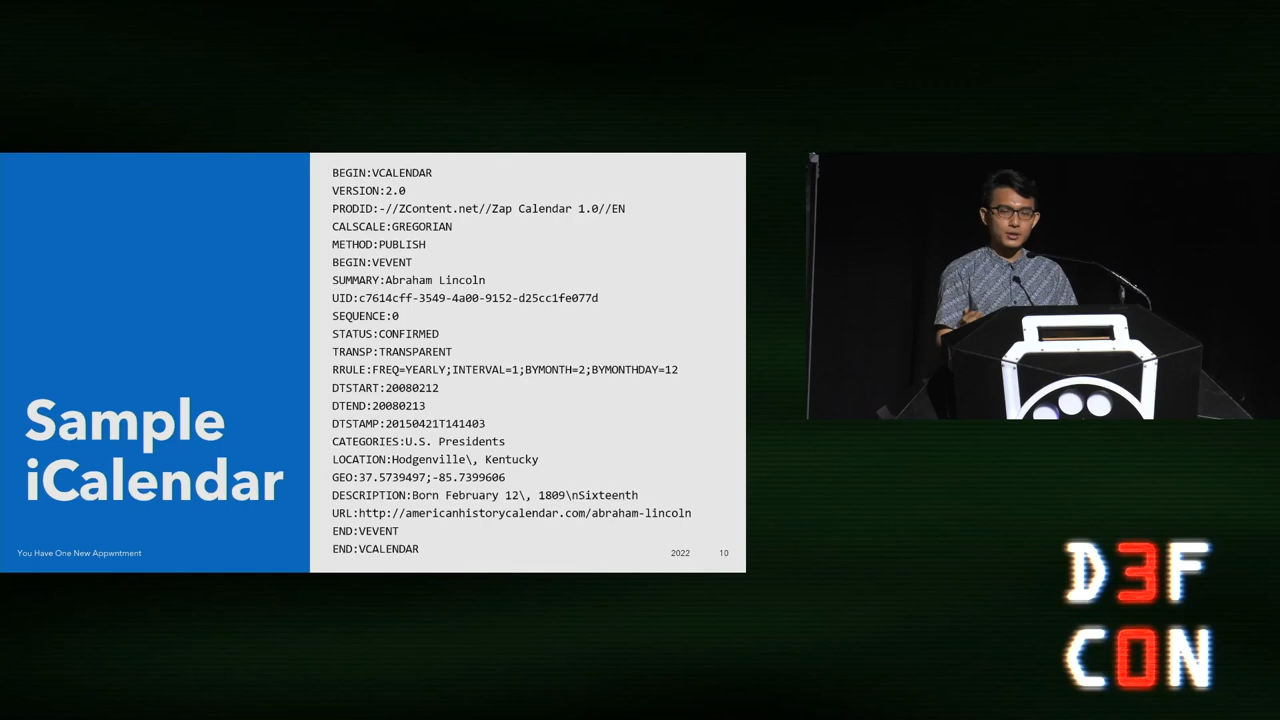 Sample
iCalendar
You Have One New Appwntment
BEGIN:VCALENDAR
VERSION:2.0
PRODID:-//ZContent.net//Zap Calendar 1.0//EN
CALSCALE:GREGORIAN
METHOD:PUBLISH
BEGIN:VEVENT
SUMMARY:Abraham Lincoln
UID:c7614cff-3549-4a00-9152-d25cc1fe077d
SEQUENCE:0
STATUS:CONFIRMED
TRANSP:TRANSPARENT
RRULE:FREQ=YEARLY;INTERVAL=1;BYMONTH=2;BYMONTHDAY=12
DTSTART:20080212
DTEND:20080213
DTSTAMP:20150421T141403
CATEGORIES:U.S. Presidents
LOCATION:Hodgenville\, Kentucky
GEO:37.5739497;-85.7399606
DESCRIPTION:Born February 12\, 1809\nSixteenth
URL:http://americanhistorycalendar.com/abraham-lincoln
END:VEVENT
END:VCALENDAR
2022 10
D3F
C0N